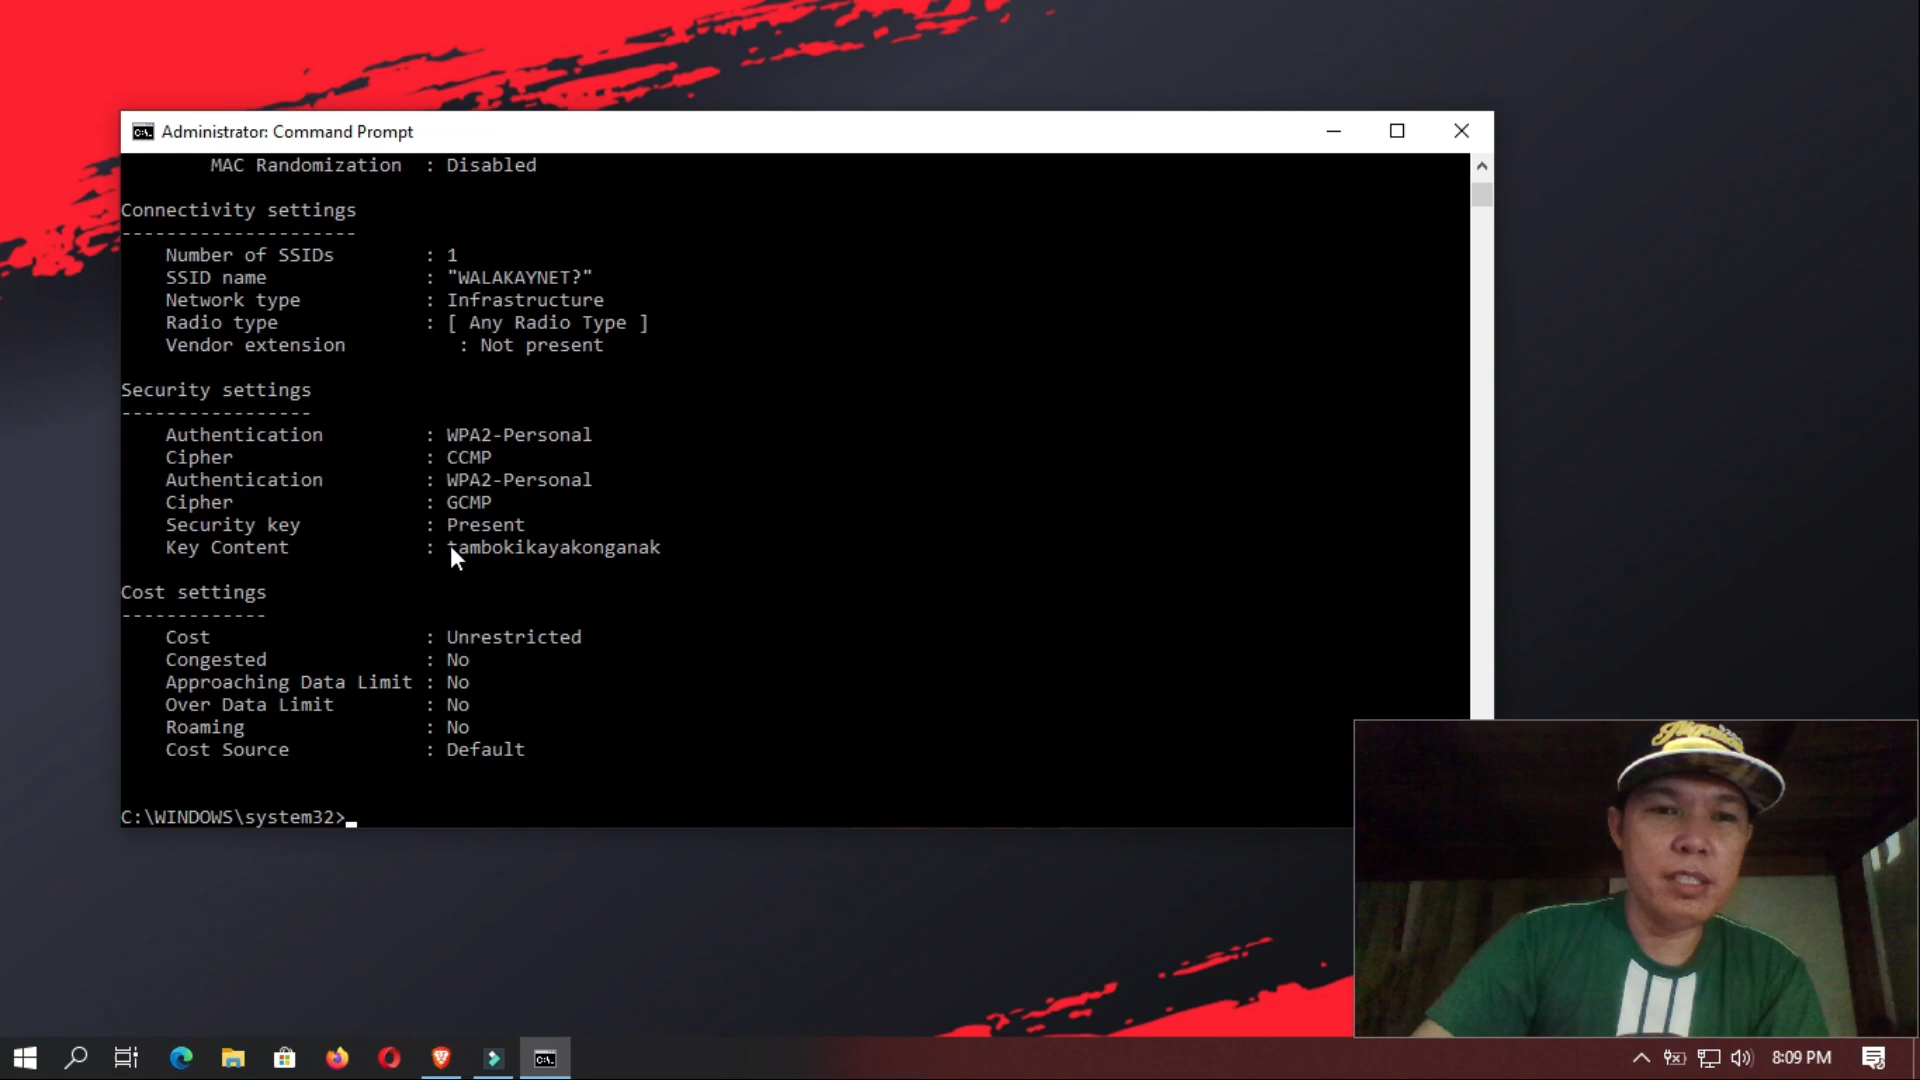 Administrator: Command Prompt
MAC Randomization : Disabled
Connectivity settings
---------------------
Number of SSIDs : 1
SSID name : "WALAKAYNET?"
Network type : Infrastructure
Radio type : [ Any Radio Type ]
Vendor extension : Not present
Security settings
-----------------
Authentication : WPA2-Personal
Cipher : CCMP
Authentication : WPA2-Personal
Cipher : GCMP
Security key : Present
Key Content : tambokikayakonganak
Cost settings
-------------
Cost : Unrestricted
Congested : No
Approaching Data Limit : No
Over Data Limit : No
Roaming : No
Cost Source : Default
C:\WINDOWS\system32>
8:09 PM